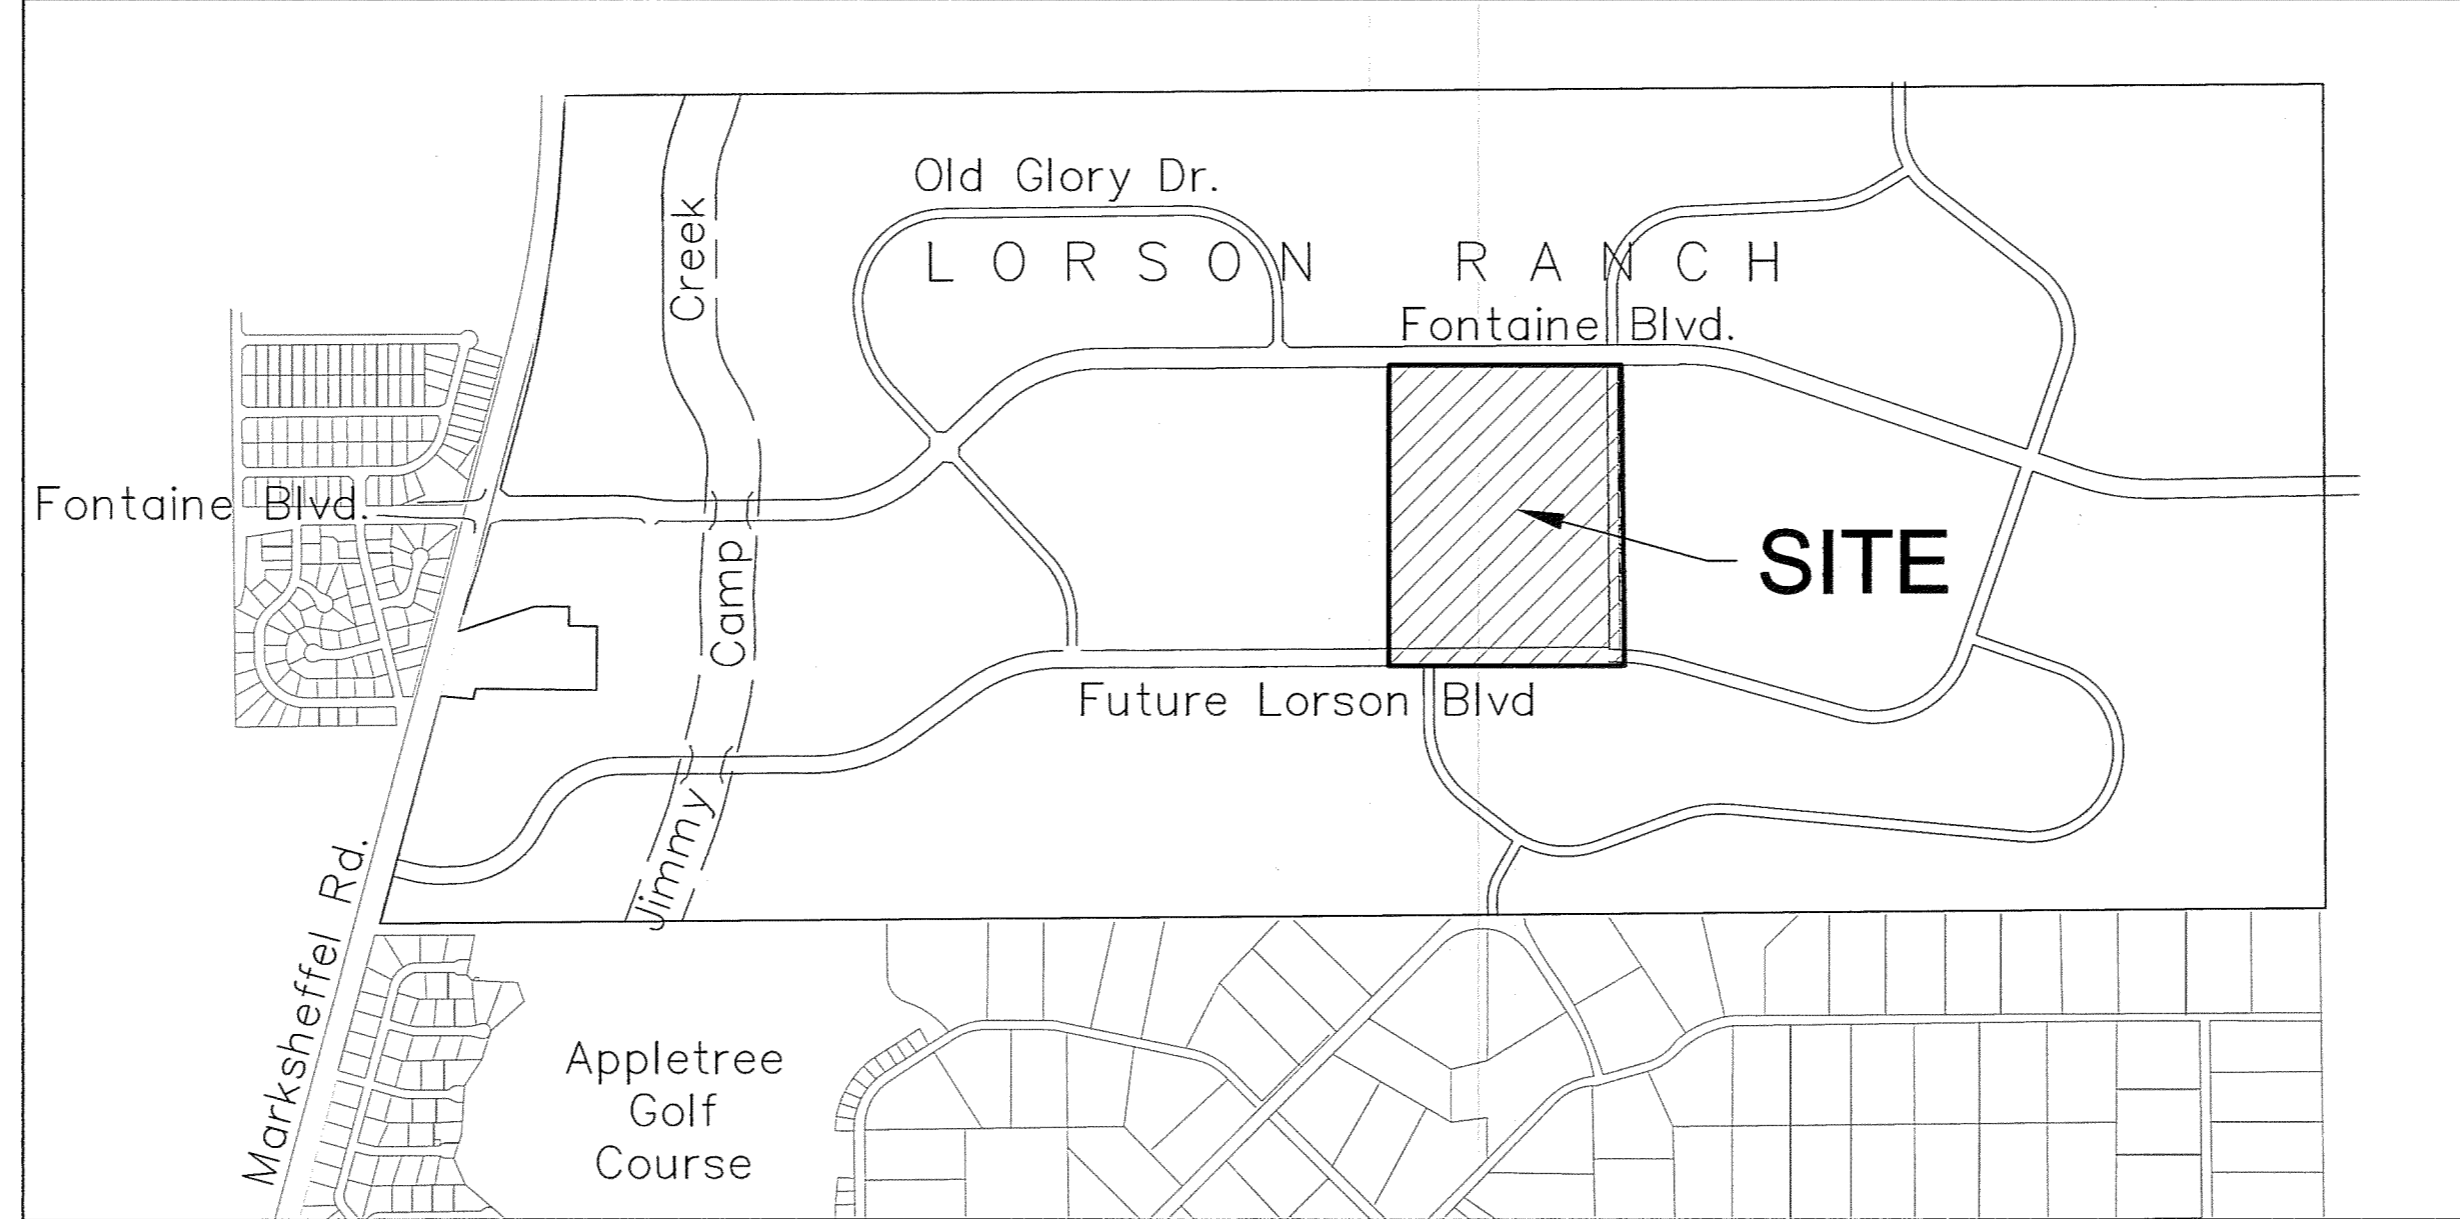 Old Glory Dr.
LORSON RANCH
Fontaine Blvd.
Fontaine Blvd.
SITE
Future Lorson Blvd
Jimmy Camp Creek
Marksheffel Rd.
Appletree
Golf
Course